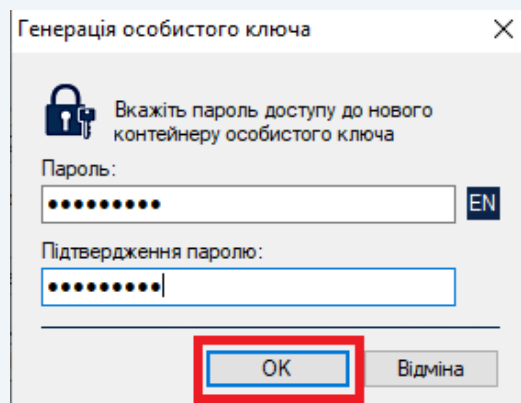 Генерація особистого ключа
Вкажіть пароль доступу до нового
контейнеру особистого ключа
Пароль:
●●●●●●●●●
EN
Підтвердження паролю:
●●●●●●●●●
OK
Відміна